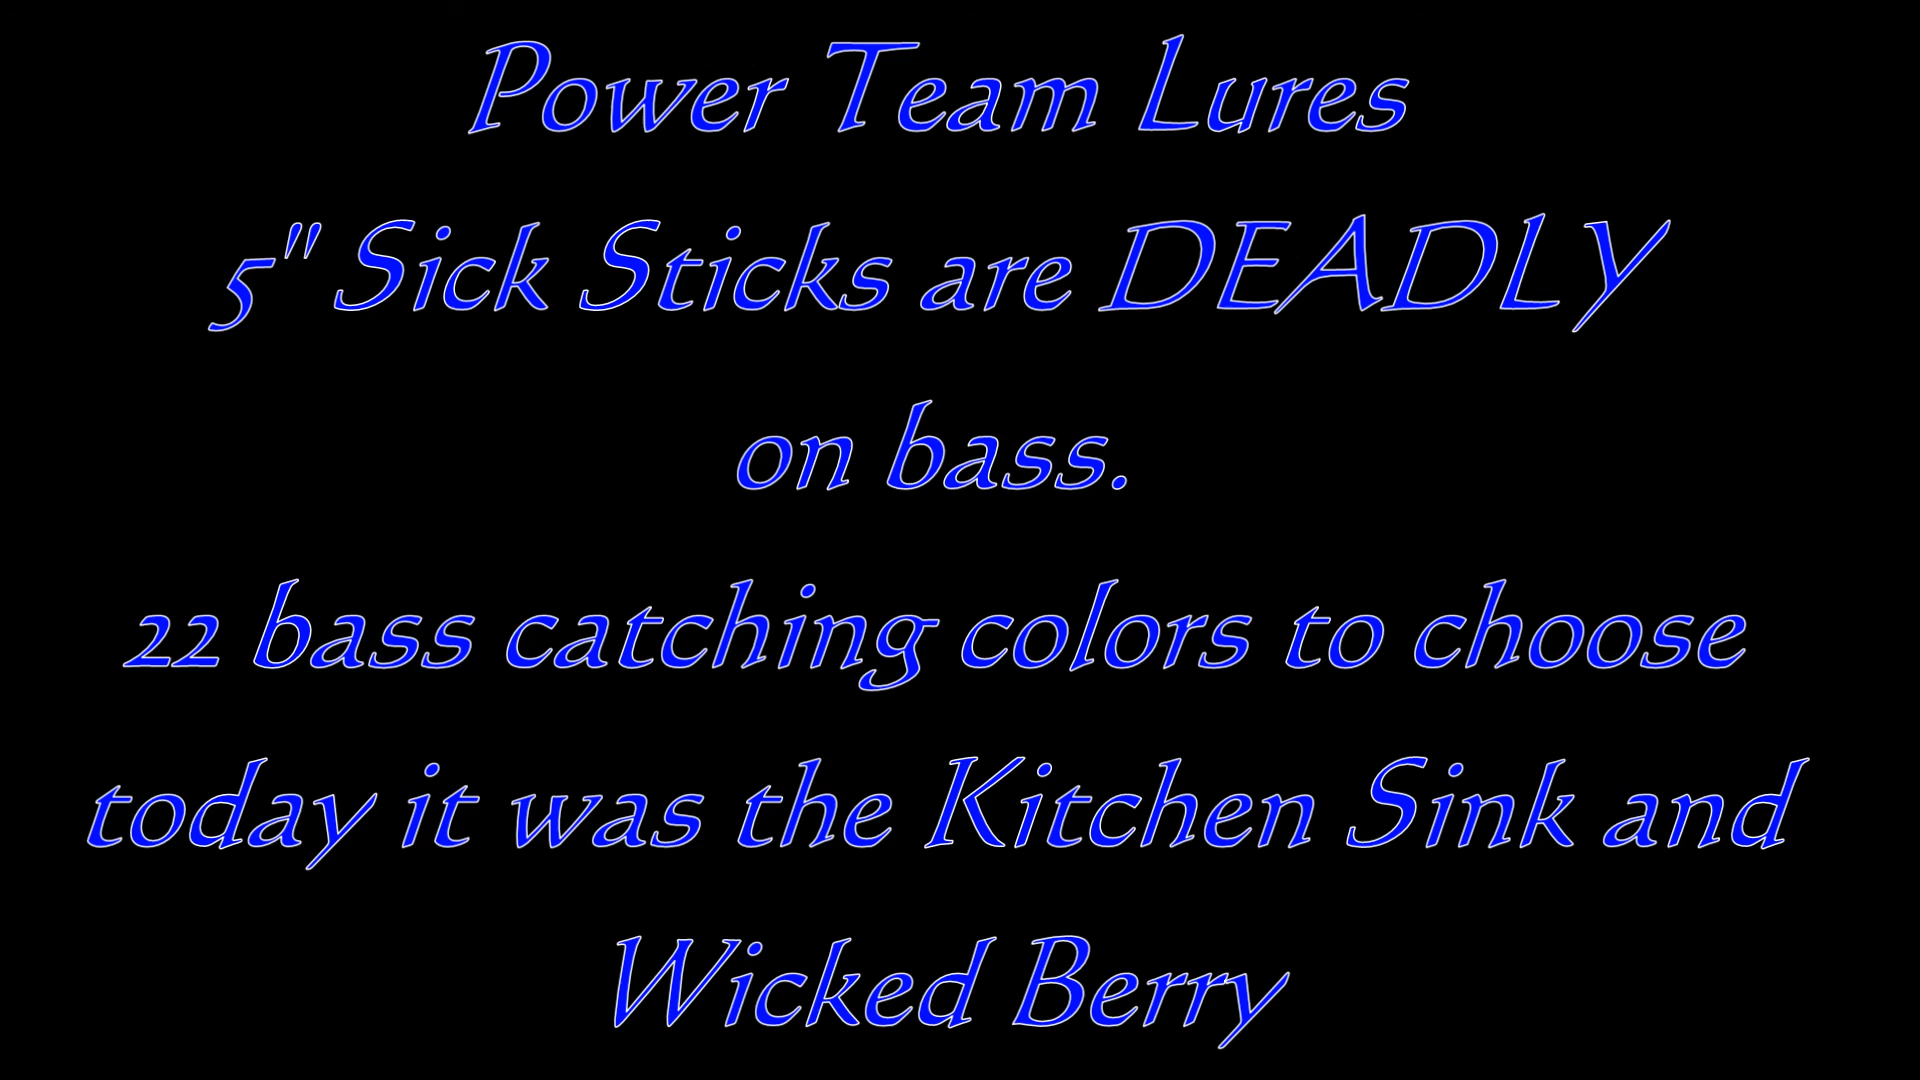 Power Team Lures
5" Sick Sticks are DEADLY
on bass.
22 bass catching colors to choose
today it was the Kitchen Sink and
Wicked Berry